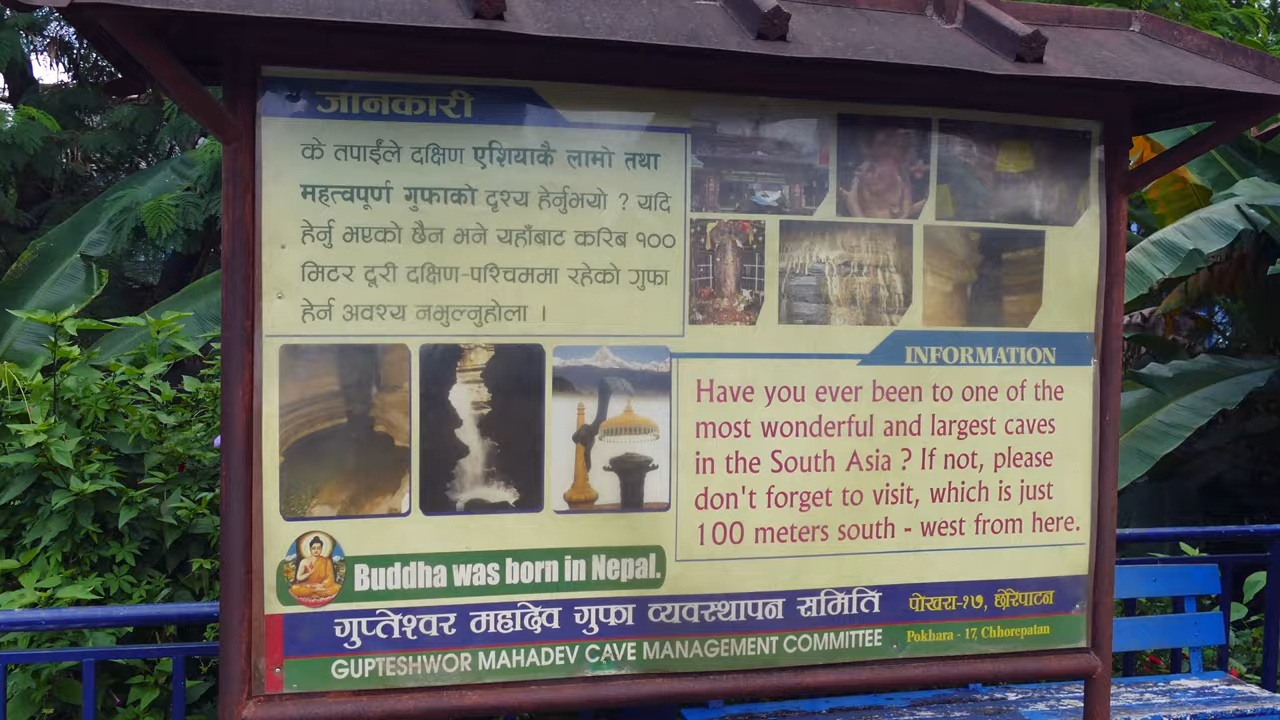 जानकारी
के तपाईंले दक्षिण एशियाकै लामो तथा
महत्वपूर्ण गुफाको दृश्य हेर्नुभयो ? यदि
हेर्नु भएको छैन भने यहाँबाट करिब १००
मिटर दूरी दक्षिण-पश्चिममा रहेको गुफा
हेर्न अवश्य नभुल्नुहोला ।
INFORMATION
Have you ever been to one of the
most wonderful and largest caves
in the South Asia ? If not, please
don't forget to visit, which is just
100 meters south - west from here.
Buddha was born in Nepal.
गुप्तेश्वर महादेव गुफा व्यवस्थापन समिति
पोखरा-१७, छोरेपाटन
GUPTESHWOR MAHADEV CAVE MANAGEMENT COMMITTEE
Pokhara - 17, Chhorepatan